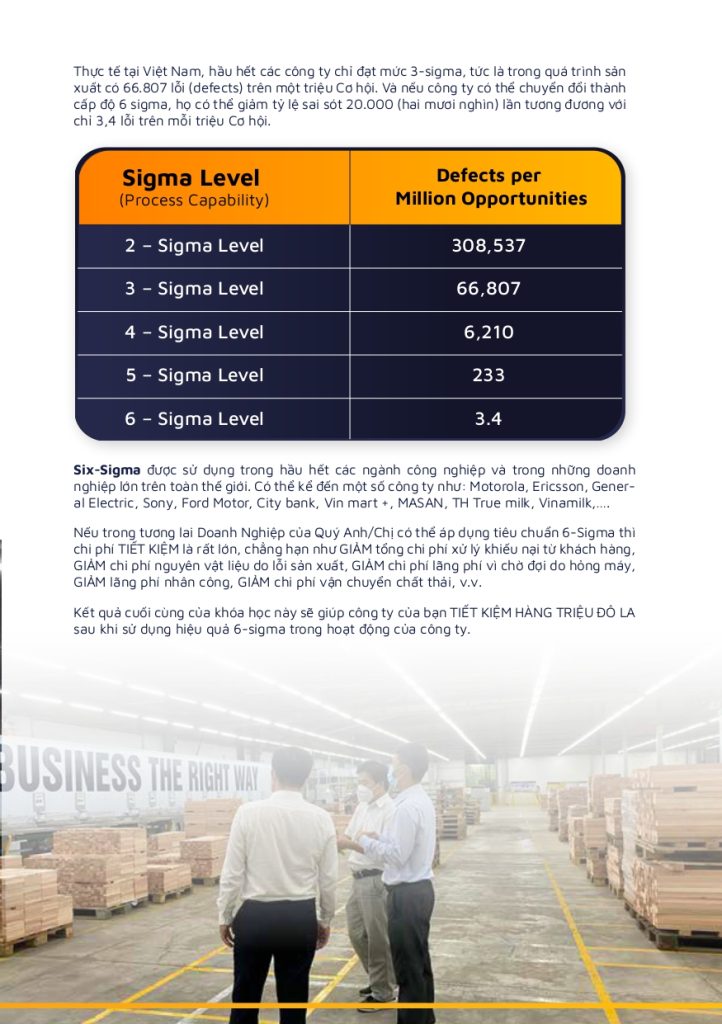 Thực tế tại Việt Nam, hầu hết các công ty chỉ đạt mức 3-sigma, tức là trong quá trình sản
xuất có 66.807 lỗi (defects) trên một triệu Cơ hội. Và nếu công ty có thể chuyển đổi thành
cấp độ 6 sigma, họ có thể giảm tỷ lệ sai sót 20.000 (hai mươi nghìn) lần tương đương với
chỉ 3,4 lỗi trên mỗi triệu Cơ hội.
Sigma Level
(Process Capability)
Defects per
Million Opportunities
2 – Sigma Level 308,537
3 – Sigma Level 66,807
4 – Sigma Level 6,210
5 – Sigma Level 233
6 – Sigma Level 3.4
Six-Sigma được sử dụng trong hầu hết các ngành công nghiệp và trong những doanh
nghiệp lớn trên toàn thế giới. Có thể kể đến một số công ty như: Motorola, Ericsson, Gener-
al Electric, Sony, Ford Motor, City bank, Vin mart +, MASAN, TH True milk, Vinamilk,....
Nếu trong tương lai Doanh Nghiệp của Quý Anh/Chị có thể áp dụng tiêu chuẩn 6-Sigma thì
chi phí TIẾT KIỆM là rất lớn, chẳng hạn như GIẢM tổng chi phí xử lý khiếu nại từ khách hàng,
GIẢM chi phí nguyên vật liệu do lỗi sản xuất, GIẢM chi phí lãng phí vì chờ đợi do hỏng máy,
GIẢM lãng phí nhân công, GIẢM chi phí vận chuyển chất thải, v.v.
Kết quả cuối cùng của khóa học này sẽ giúp công ty của bạn TIẾT KIỆM HÀNG TRIỆU ĐÔ LA
sau khi sử dụng hiệu quả 6-sigma trong hoạt động của công ty.
BUSINESS THE RIGHT WAY